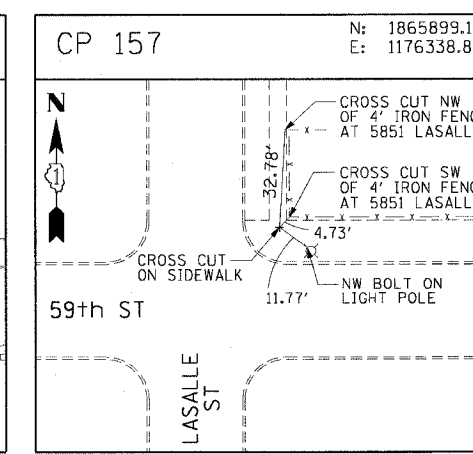 CP 157
N: 1865899.1
E: 1176338.8
N
CROSS CUT NW
OF 4' IRON FENC
AT 5851 LASALL
32.78'
CROSS CUT SW
OF 4' IRON FENC
AT 5851 LASALL
4.73'
CROSS CUT
ON SIDEWALK
NW BOLT ON
LIGHT POLE
11.77'
59th ST
LASALLE
ST